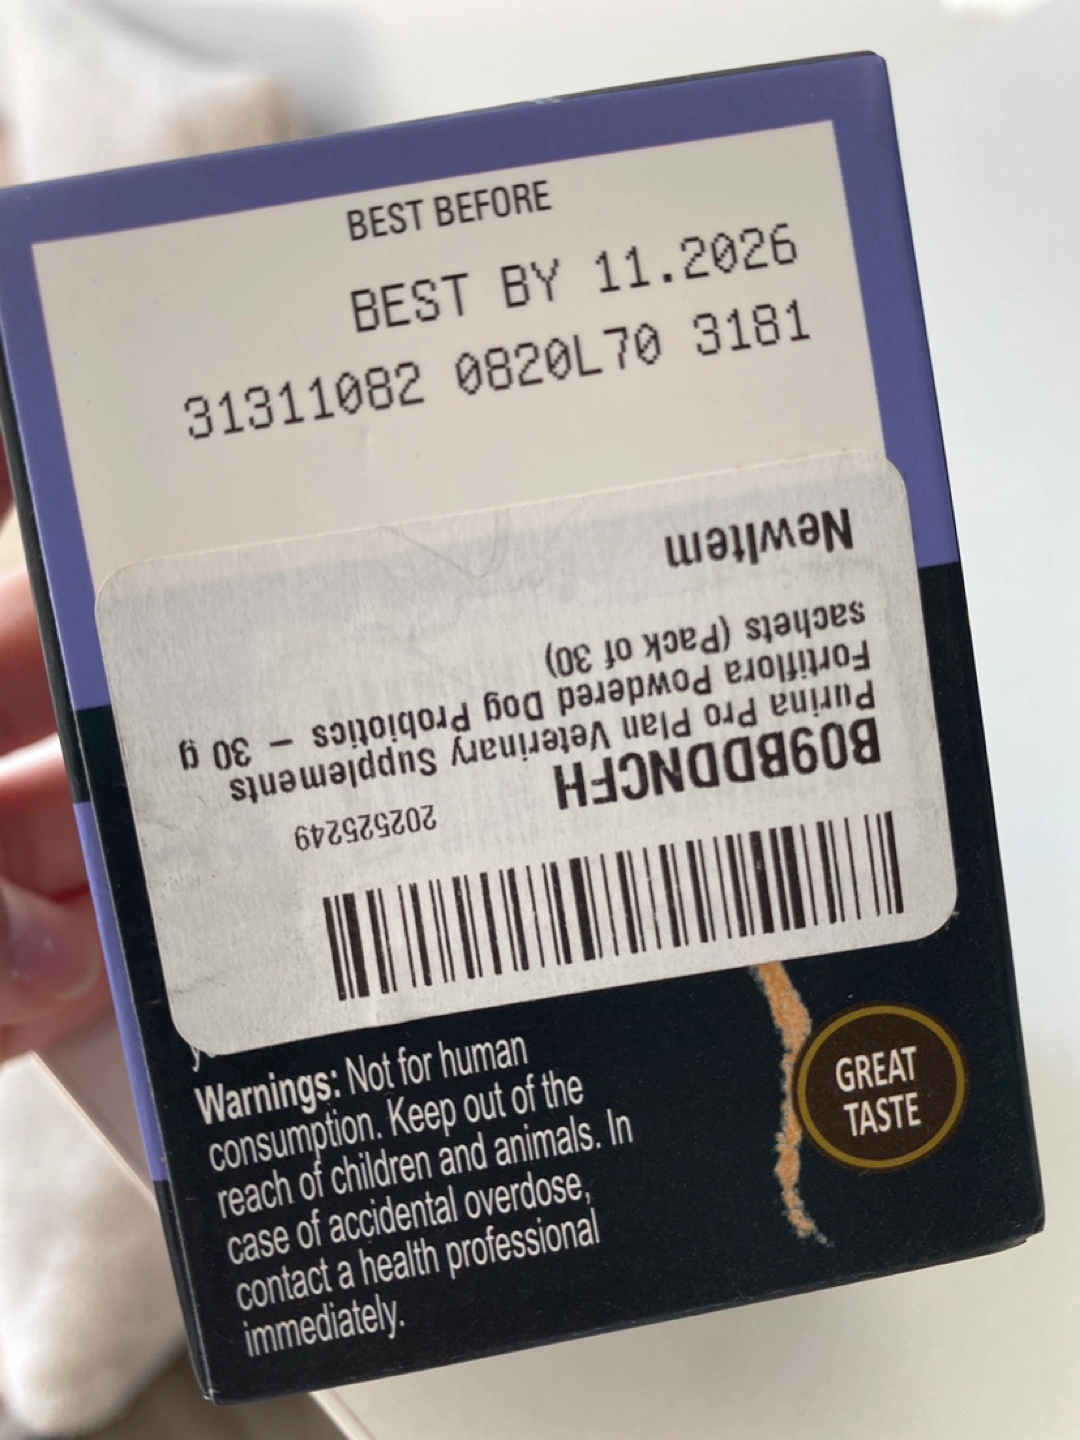 BEST BEFORE
BEST BY 11.2026
31311082 0820L70 3181
NewItem
Purina Pro Plan Veterinary Supplements
Fortiflora Powdered Dog Probiotics – 30 g
sachets (Pack of 30)
B09BDDNCFH
202525249
Warnings: Not for human
consumption. Keep out of the
reach of children and animals. In
case of accidental overdose,
contact a health professional
immediately.
GREAT
TASTE